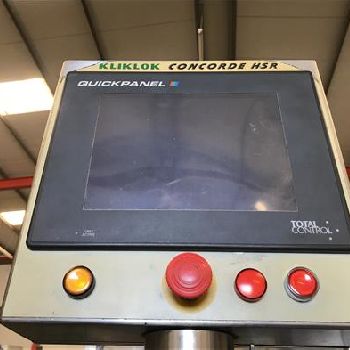 KLIKLOK CONCORDE HSR
QUICKPANEL
TOTAL
CONTROL